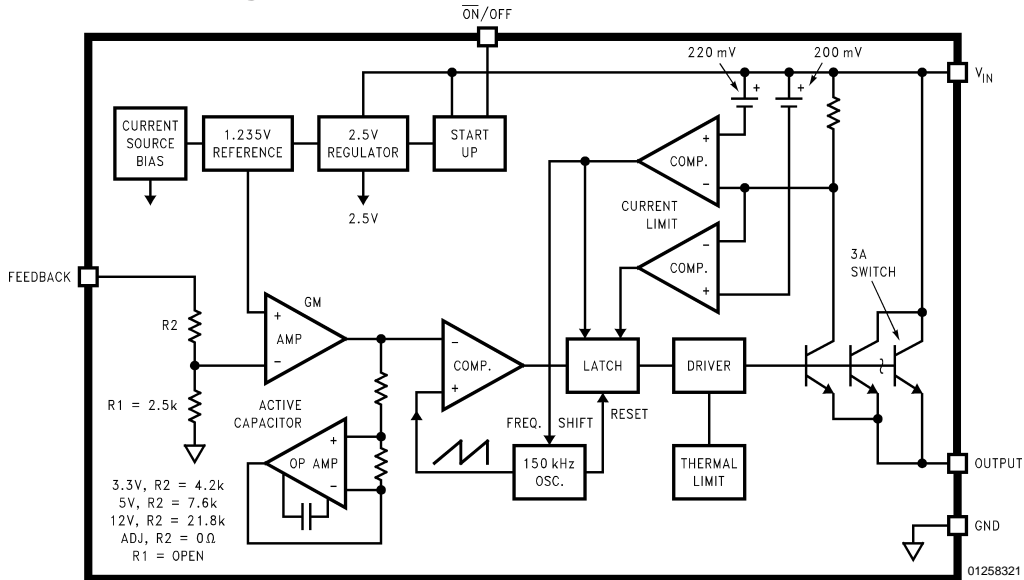 ON/OFF
220 mV
200 mV
VIN
CURRENT
SOURCE
BIAS
1.235V
REFERENCE
2.5V
REGULATOR
START
UP
+
+
+
COMP.
−
2.5V
CURRENT
LIMIT
−
COMP.
+
3A
SWITCH
FEEDBACK
R2
GM
+
AMP
−
−
COMP.
+
LATCH
DRIVER
R1 = 2.5k
ACTIVE
CAPACITOR
FREQ. SHIFT
RESET
+
OP AMP
−
150 kHz
OSC.
THERMAL
LIMIT
OUTPUT
3.3V, R2 = 4.2k
5V, R2 = 7.6k
12V, R2 = 21.8k
ADJ, R2 = 0Ω
R1 = OPEN
GND
01258321